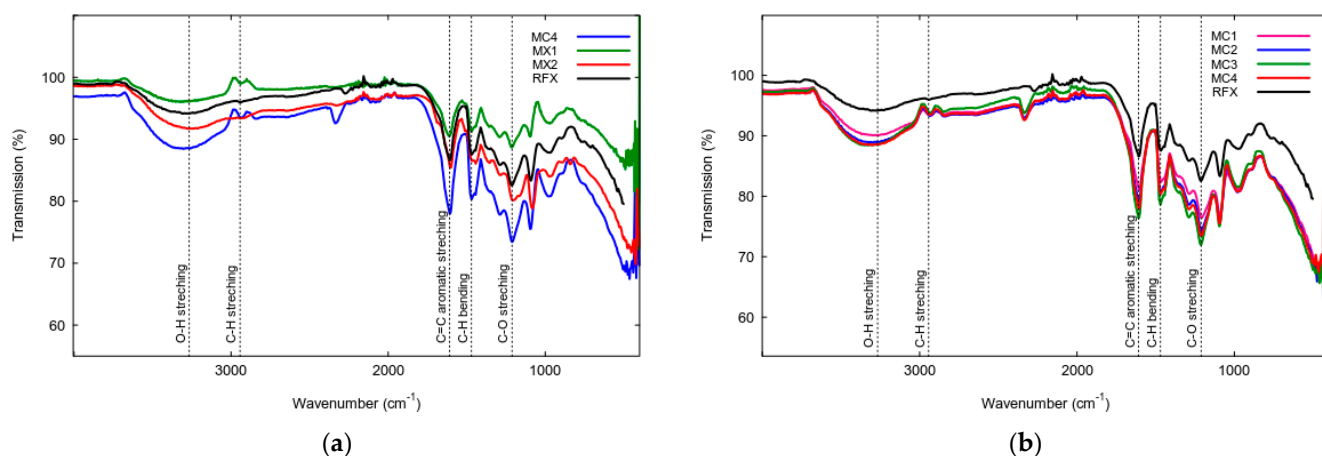 MC4
MX1
MX2
RFX
100
90
80
70
60
Transmission (%)
O-H streching
C-H streching
C=C aromatic streching
C-H bending
C-O streching
3000
2000
1000
Wavenumber (cm-1)
(a)
MC1
MC2
MC3
MC4
RFX
100
90
80
70
60
Transmission (%)
O-H streching
C-H streching
C=C aromatic streching
C-H bending
C-O streching
3000
2000
1000
Wavenumber (cm-1)
(b)